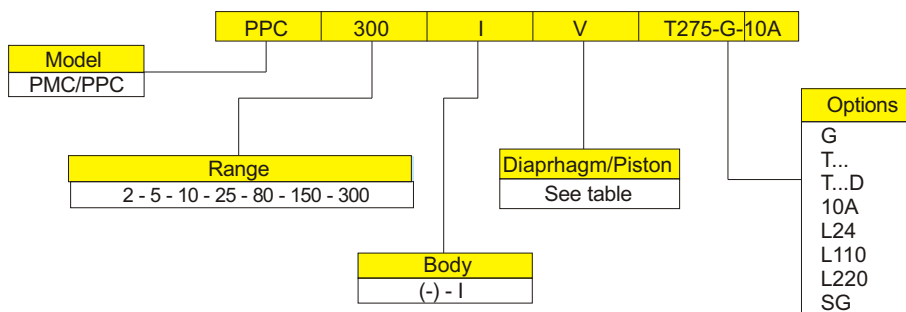 PPC 300 I V T275-G-10A
Model
PMC/PPC
Range
2 - 5 - 10 - 25 - 80 - 150 - 300
Body
(-) - I
Diaprhagm/Piston
See table
Options
G
T...
T...D
10A
L24
L110
L220
SG